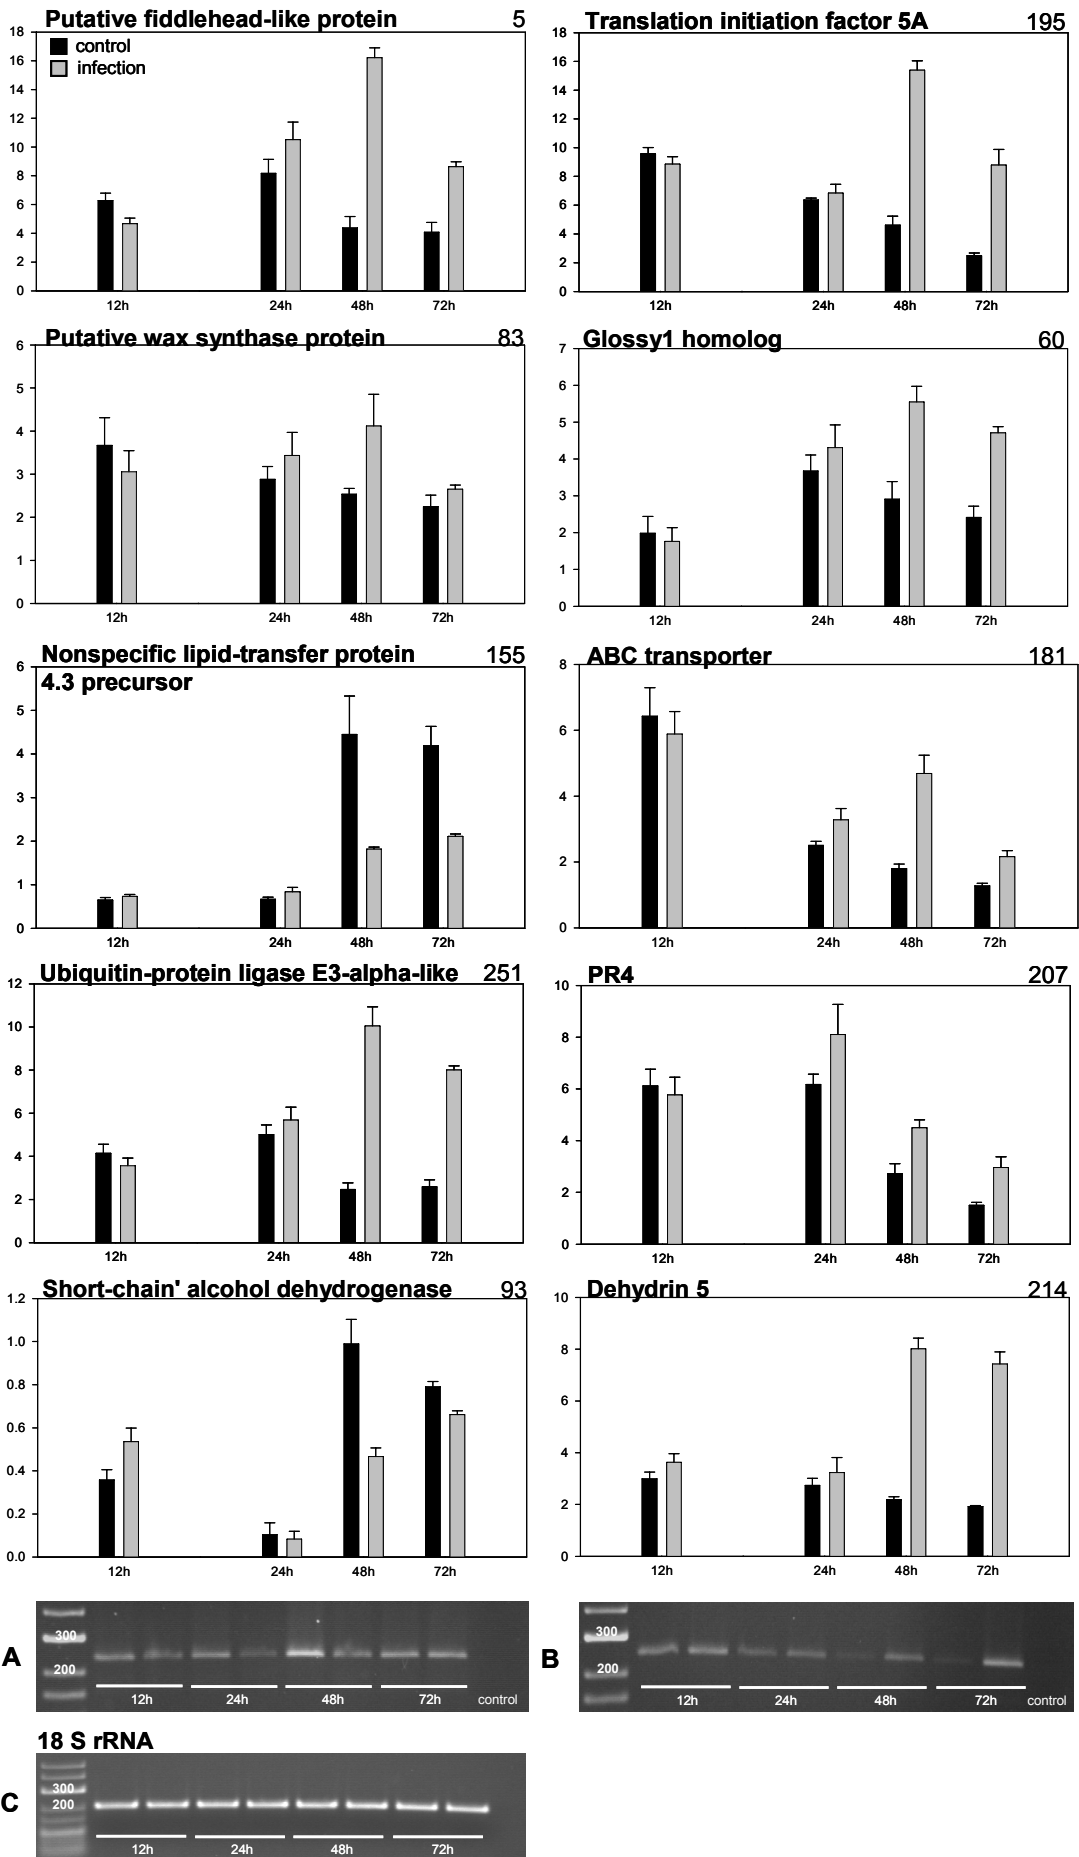 Putative fiddlehead-like protein 5
18
control
16
infection
14
12
10
8
6
4
2
0
12h 24h 48h 72h
Translation initiation factor 5A 195
18
16
14
12
10
8
6
4
2
0
12h 24h 48h 72h
Putative wax synthase protein 83
6
5
4
3
2
1
0
12h 24h 48h 72h
Glossy1 homolog 60
7
6
5
4
3
2
1
0
12h 24h 48h 72h
Nonspecific lipid-transfer protein 155
4.3 precursor
6
5
4
3
2
1
0
12h 24h 48h 72h
ABC transporter 181
8
6
4
2
0
12h 24h 48h 72h
Ubiquitin-protein ligase E3-alpha-like 251
12
10
8
6
4
2
0
12h 24h 48h 72h
PR4 207
10
8
6
4
2
0
12h 24h 48h 72h
Short-chain' alcohol dehydrogenase 93
1.2
1.0
0.8
0.6
0.4
0.2
0.0
12h 24h 48h 72h
Dehydrin 5 214
10
8
6
4
2
0
12h 24h 48h 72h
A
300
200
12h 24h 48h 72h control
B
300
200
12h 24h 48h 72h control
18 S rRNA
C
300
200
12h 24h 48h 72h